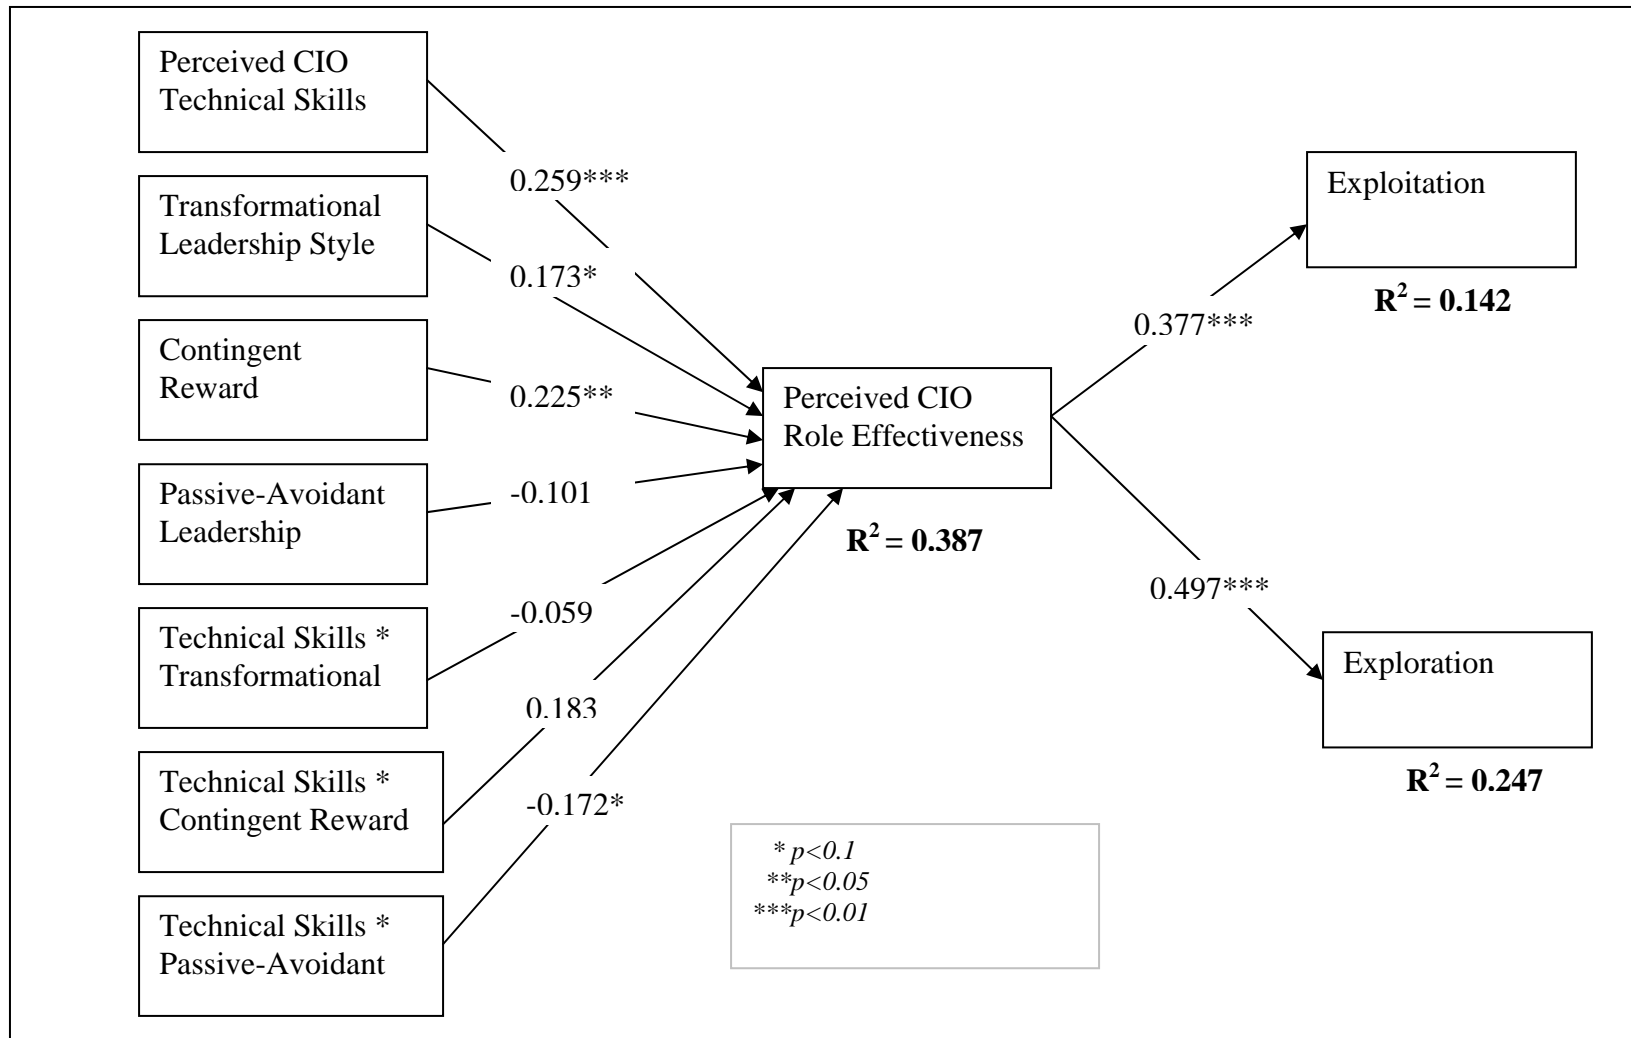 Perceived CIO
Technical Skills
0.259***
Transformational
Leadership Style
0.173*
Contingent
Reward
0.225**
Passive-Avoidant
Leadership
-0.101
Technical Skills *
Transformational
-0.059
Technical Skills *
Contingent Reward
0.183
Technical Skills *
Passive-Avoidant
-0.172*
Perceived CIO
Role Effectiveness
R² = 0.387
0.377***
Exploitation
R² = 0.142
0.497***
Exploration
R² = 0.247
* p<0.1
**p<0.05
***p<0.01